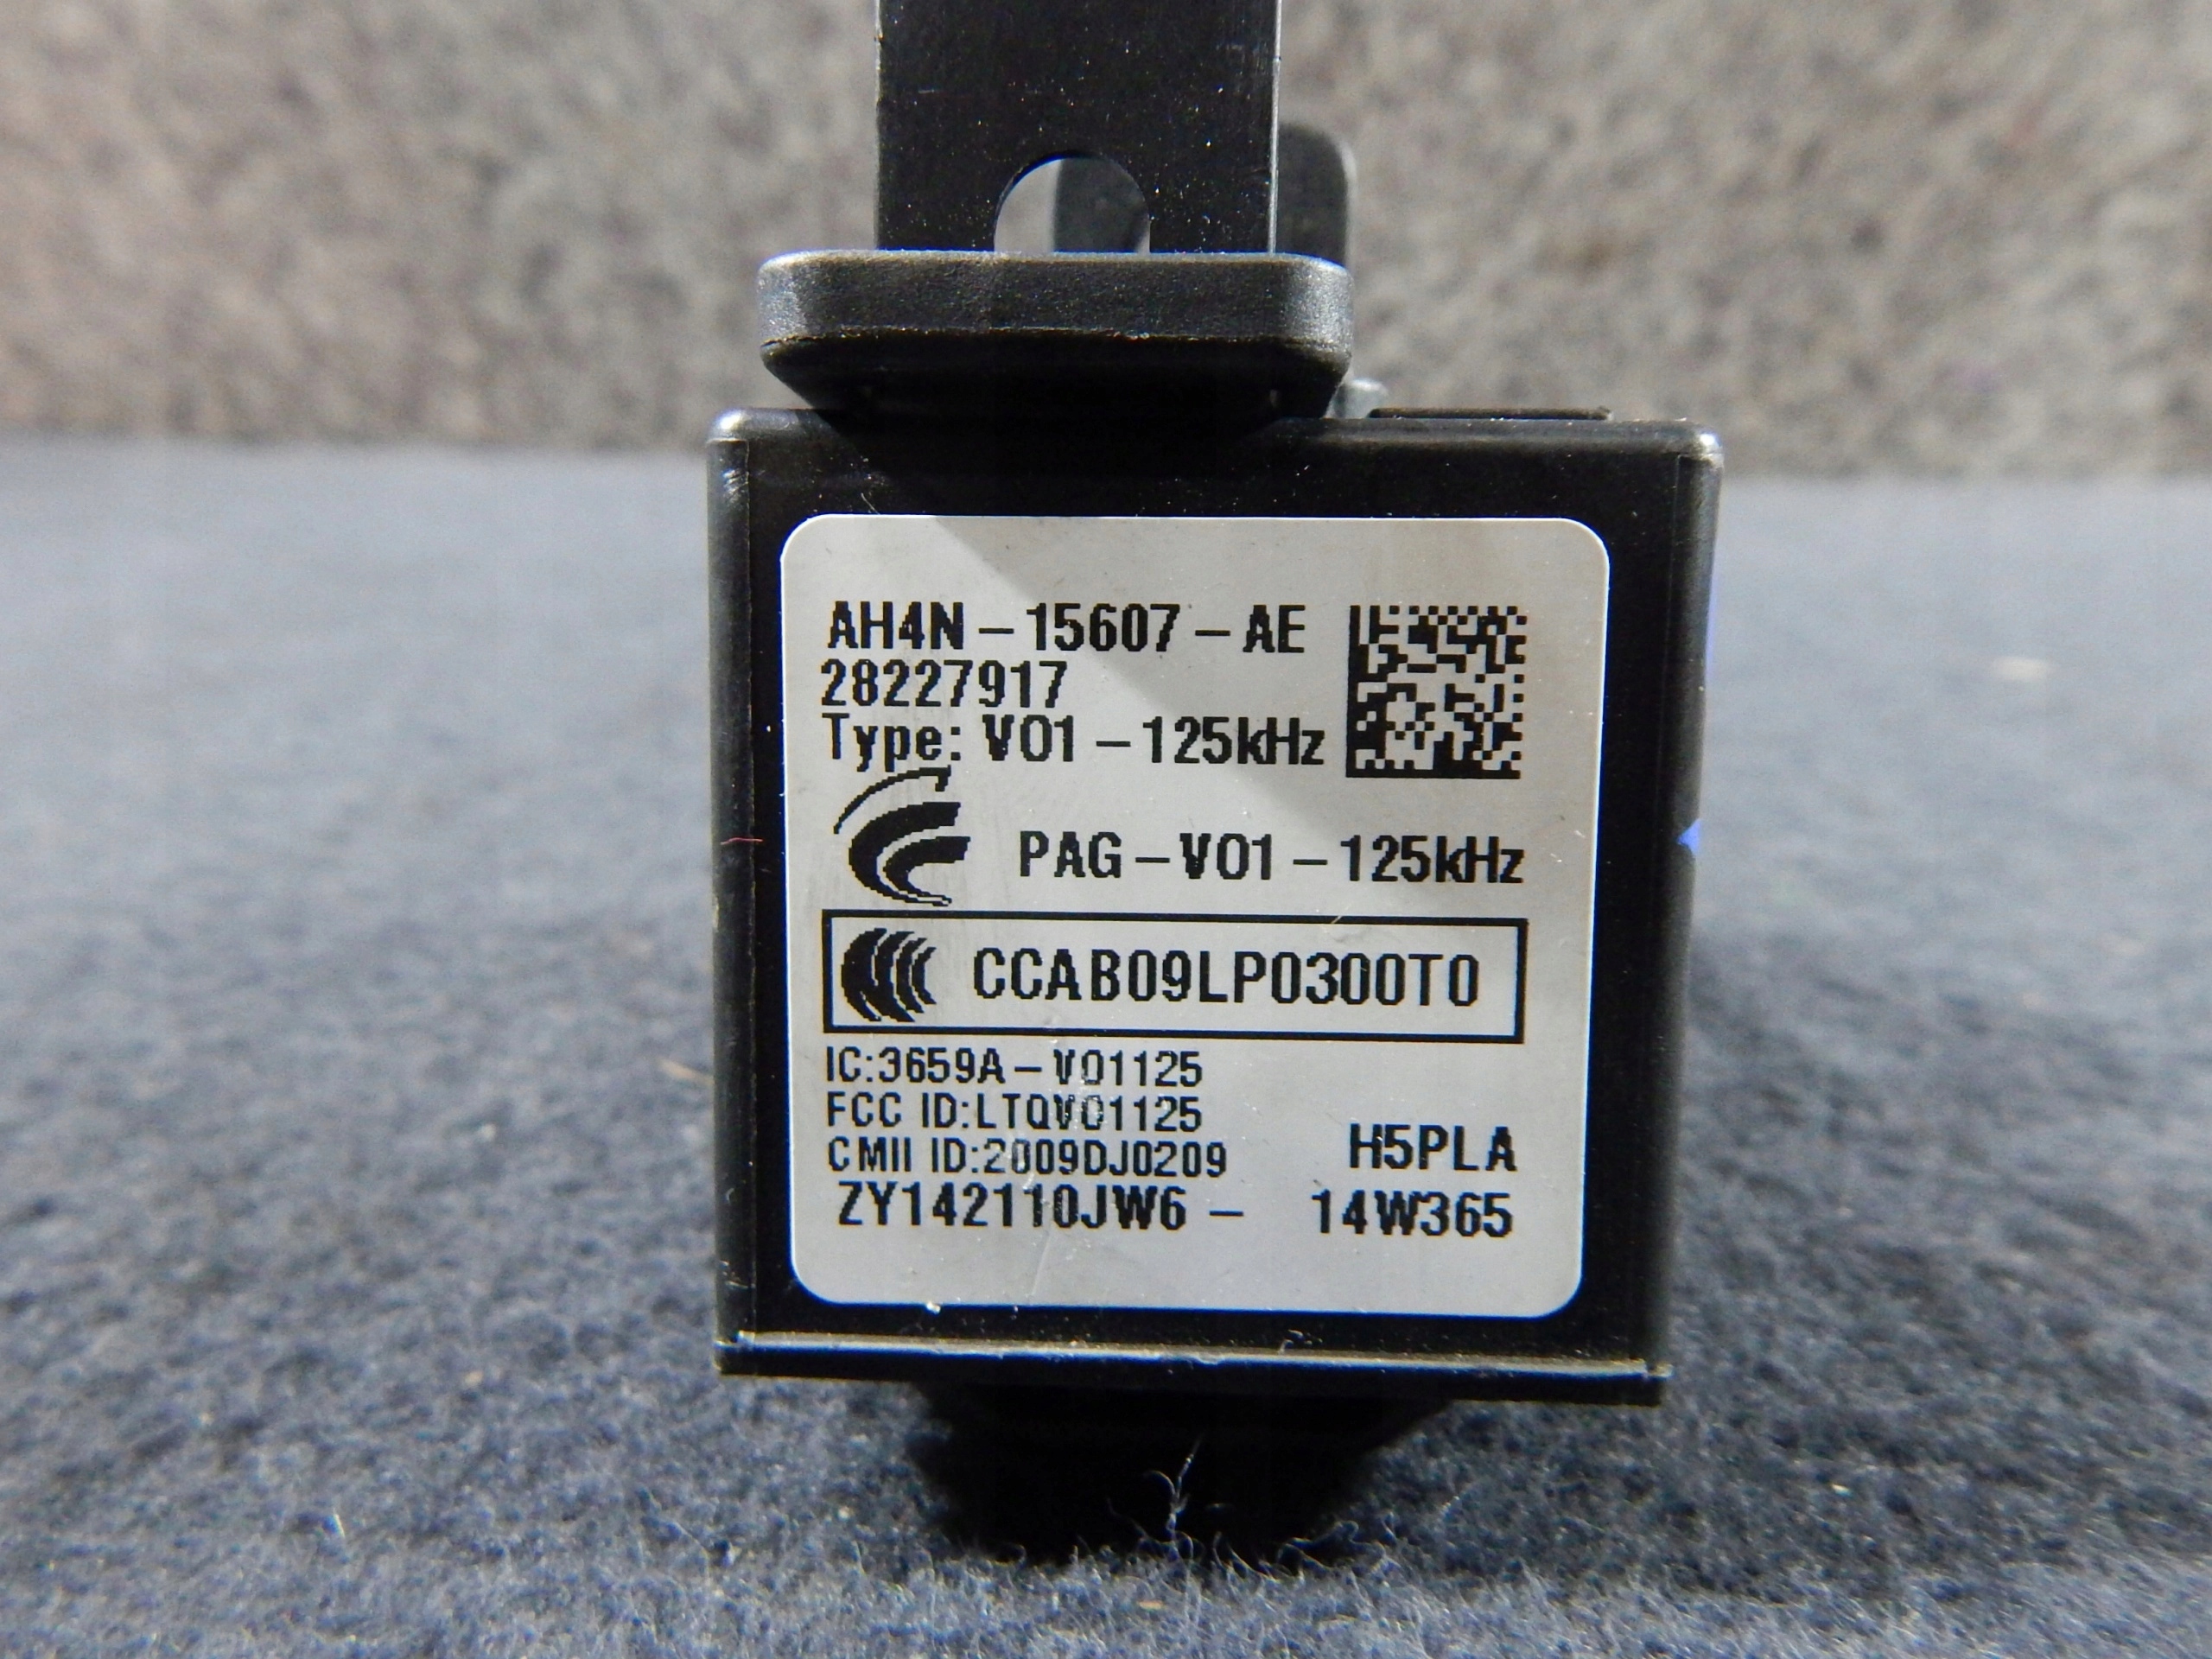 AH4N-15607-AE
28227917
Type: V01-125kHz
PAG-V01-125kHz
CCAB09LP0300T0
IC:3659A-V01125
FCC ID:LTQV01125
CMII ID:2009DJ0209
H5PLA
ZY142110JW6- 14W365